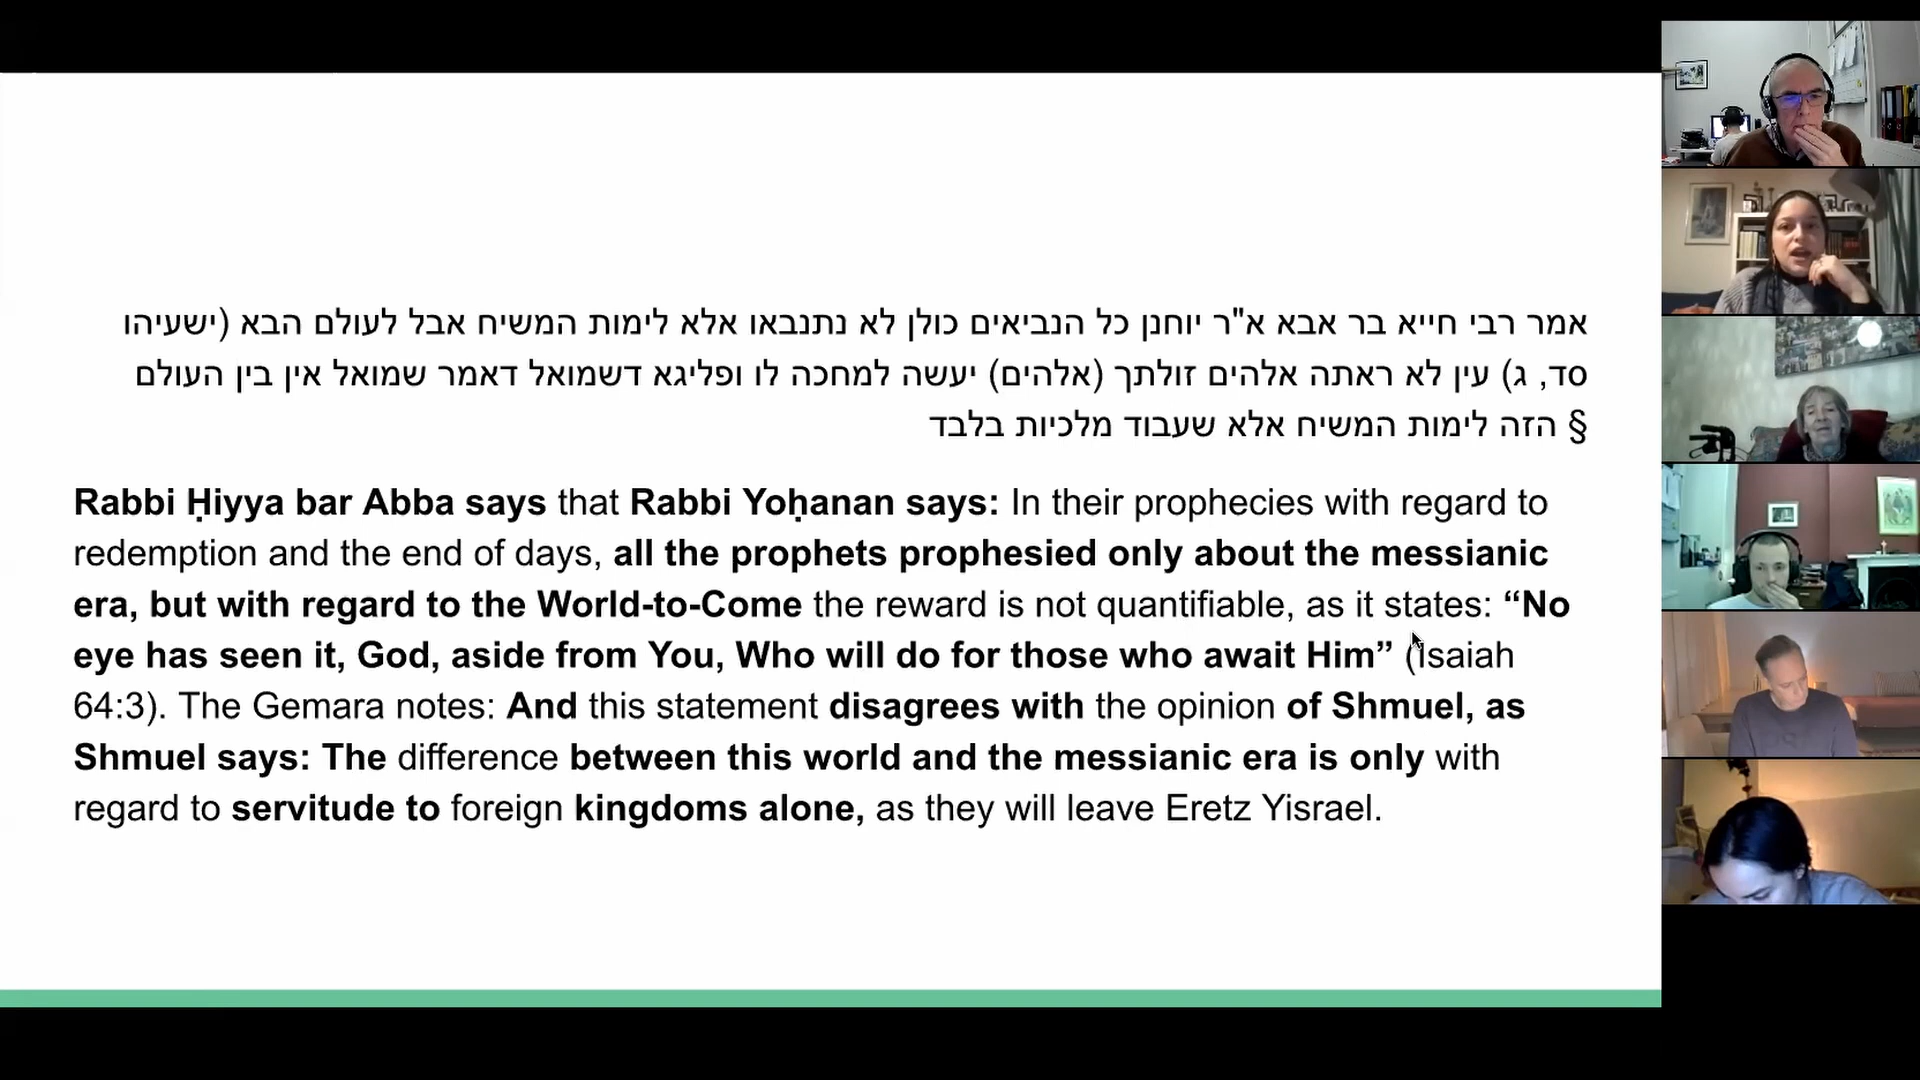 אמר רבי חייא בר אבא א"ר יוחנן כל הנביאים כולן לא נתנבאו אלא לימות המשיח אבל לעולם הבא (ישעיהו
סד, ג) עין לא ראתה אלהים זולתך (אלהים) יעשה למחכה לו ופליגא דשמואל דאמר שמואל אין בין העולם
§ הזה לימות המשיח אלא שעבוד מלכיות בלבד
Rabbi Ḥiyya bar Abba says that Rabbi Yoḥanan says: In their prophecies with regard to
redemption and the end of days, all the prophets prophesied only about the messianic
era, but with regard to the World-to-Come the reward is not quantifiable, as it states: “No
eye has seen it, God, aside from You, Who will do for those who await Him” (Isaiah
64:3). The Gemara notes: And this statement disagrees with the opinion of Shmuel, as
Shmuel says: The difference between this world and the messianic era is only with
regard to servitude to foreign kingdoms alone, as they will leave Eretz Yisrael.